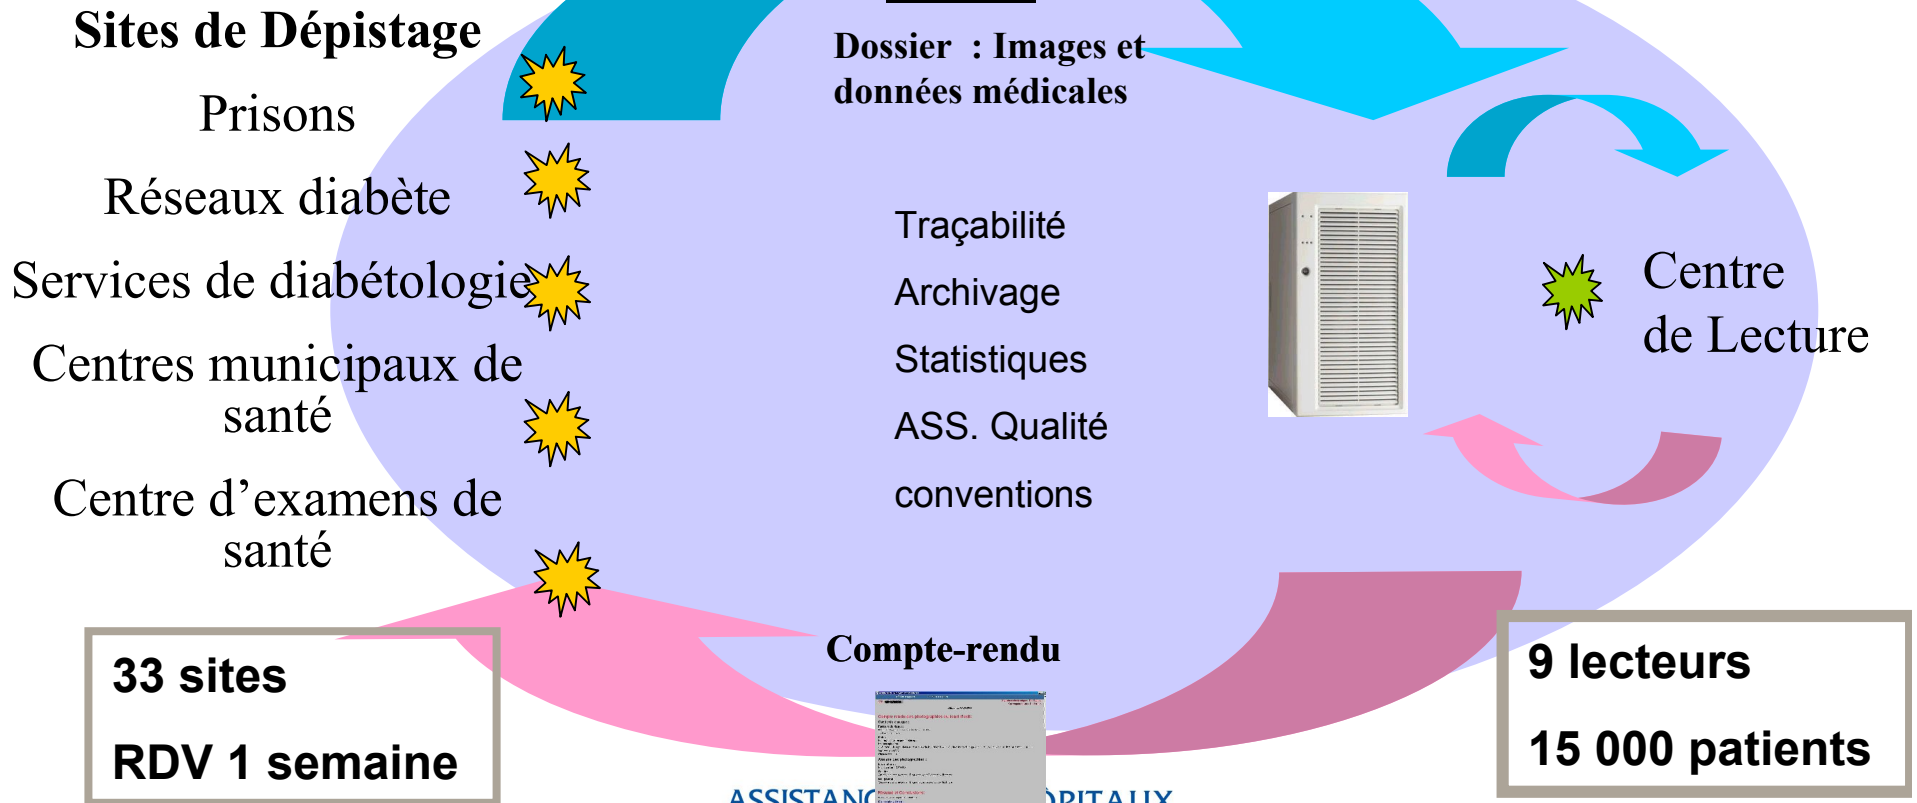 Sites de Dépistage
Prisons
Réseaux diabète
Services de diabétologie
Centres municipaux de
santé
Centre d’examens de
santé
33 sites
RDV 1 semaine
Dossier : Images et
données médicales
Traçabilité
Archivage
Statistiques
ASS. Qualité
conventions
Compte-rendu
Centre
de Lecture
9 lecteurs
15 000 patients